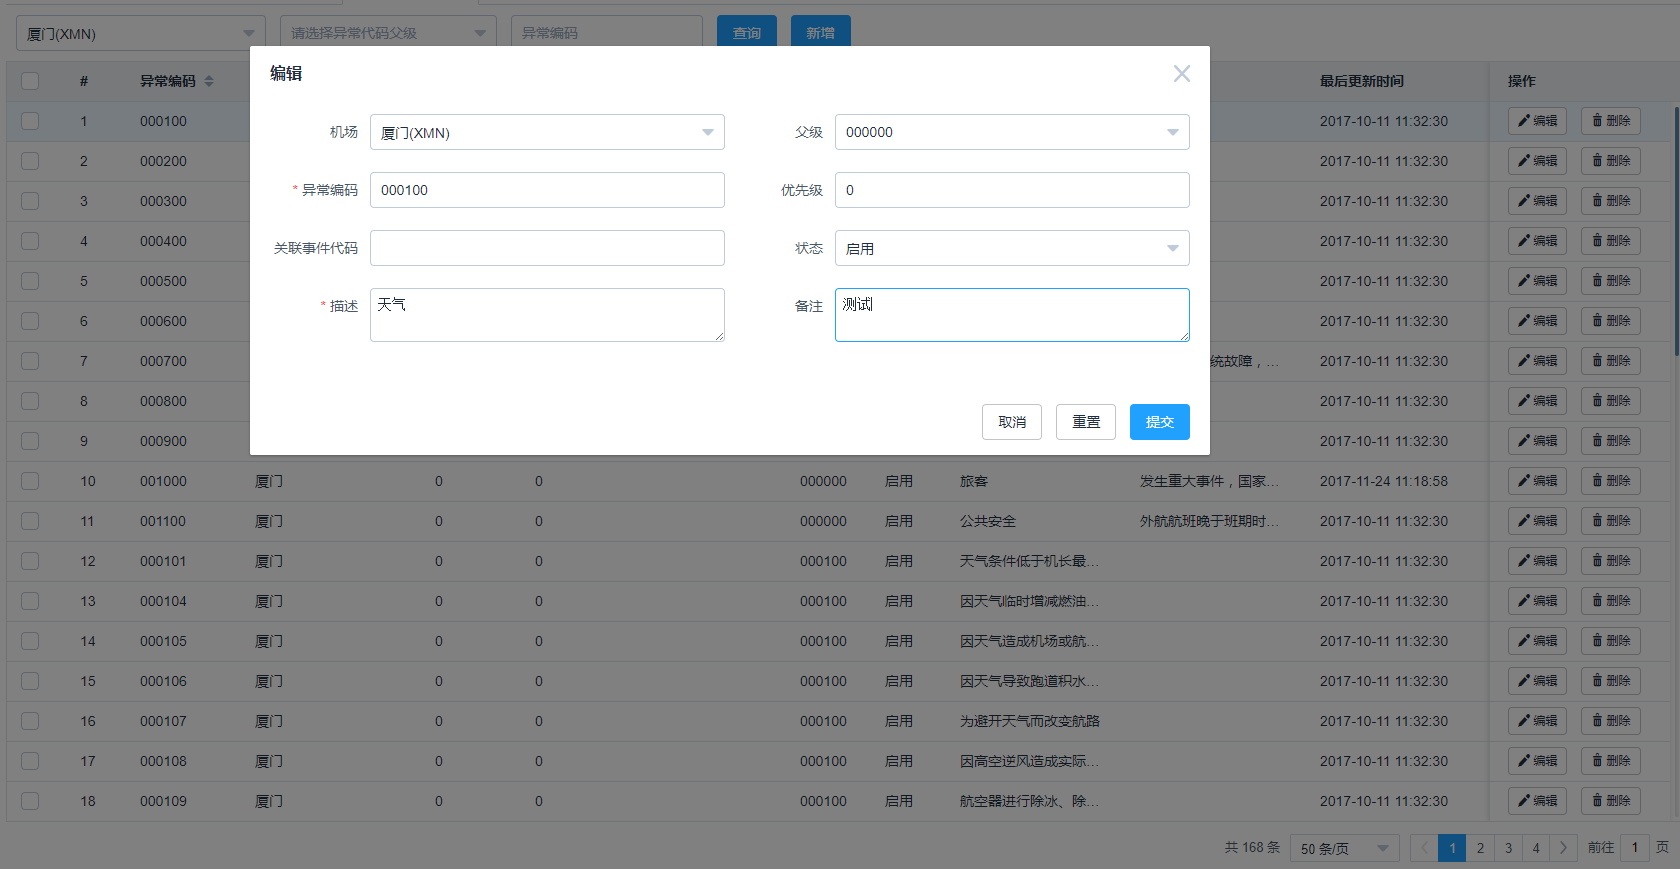 厦门(XMN) 请选择异常代码父级 异常编码 查询 新增
编辑
# 异常编码 最后更新时间 操作
机场 厦门(XMN) 父级 000000
* 异常编码 000100 优先级 0
关联事件代码 状态 启用
* 描述 天气 备注 测试
取消 重置 提交
1 000100 2017-10-11 11:32:30 编辑 删除
2 000200 2017-10-11 11:32:30 编辑 删除
3 000300 2017-10-11 11:32:30 编辑 删除
4 000400 2017-10-11 11:32:30 编辑 删除
5 000500 2017-10-11 11:32:30 编辑 删除
6 000600 2017-10-11 11:32:30 编辑 删除
7 000700 统故障，... 2017-10-11 11:32:30 编辑 删除
8 000800 2017-10-11 11:32:30 编辑 删除
9 000900 2017-10-11 11:32:30 编辑 删除
10 001000 厦门 0 0 000000 启用 旅客 发生重大事件，国家... 2017-11-24 11:18:58 编辑 删除
11 001100 厦门 0 0 000000 启用 公共安全 外航航班晚于班期时... 2017-10-11 11:32:30 编辑 删除
12 000101 厦门 0 0 000100 启用 天气条件低于机长最... 2017-10-11 11:32:30 编辑 删除
13 000104 厦门 0 0 000100 启用 因天气临时增减燃油... 2017-10-11 11:32:30 编辑 删除
14 000105 厦门 0 0 000100 启用 因天气造成机场或航... 2017-10-11 11:32:30 编辑 删除
15 000106 厦门 0 0 000100 启用 因天气导致跑道积水... 2017-10-11 11:32:30 编辑 删除
16 000107 厦门 0 0 000100 启用 为避开天气而改变航路 2017-10-11 11:32:30 编辑 删除
17 000108 厦门 0 0 000100 启用 因高空逆风造成实际... 2017-10-11 11:32:30 编辑 删除
18 000109 厦门 0 0 000100 启用 航空器进行除冰、除... 2017-10-11 11:32:30 编辑 删除
共 168 条 50 条/页 1 2 3 4 前往 1 页